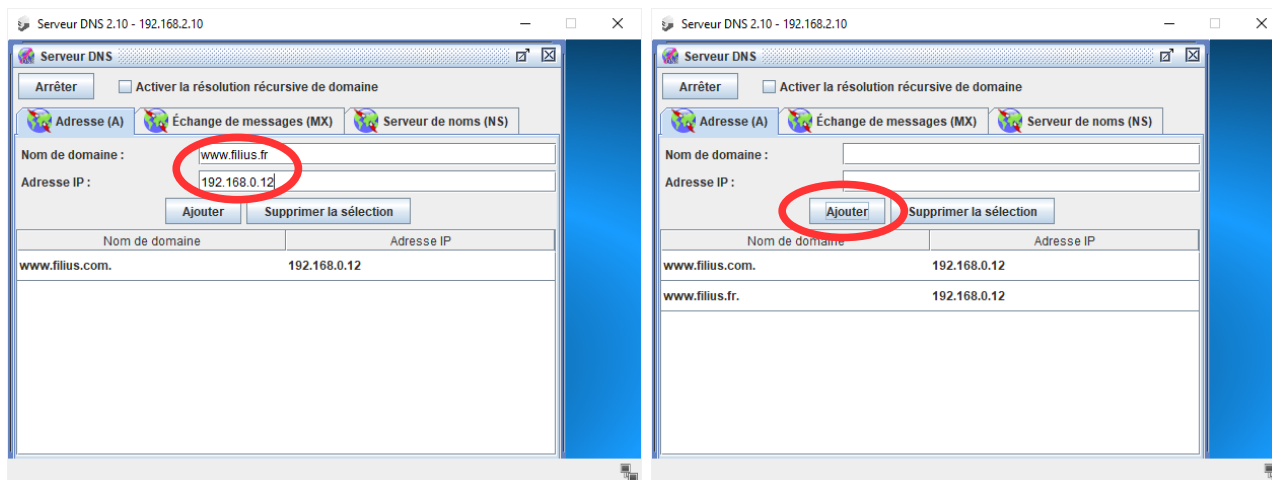 Serveur DNS 2.10 - 192.168.2.10
Serveur DNS
Arrêter Activer la résolution récursive de domaine
Adresse (A) Échange de messages (MX) Serveur de noms (NS)
Nom de domaine : www.filius.fr
Adresse IP : 192.168.0.12
Ajouter Supprimer la sélection
Nom de domaine Adresse IP
www.filius.com. 192.168.0.12
Serveur DNS 2.10 - 192.168.2.10
Serveur DNS
Arrêter Activer la résolution récursive de domaine
Adresse (A) Échange de messages (MX) Serveur de noms (NS)
Nom de domaine :
Adresse IP :
Ajouter Supprimer la sélection
Nom de domaine Adresse IP
www.filius.com. 192.168.0.12
www.filius.fr. 192.168.0.12